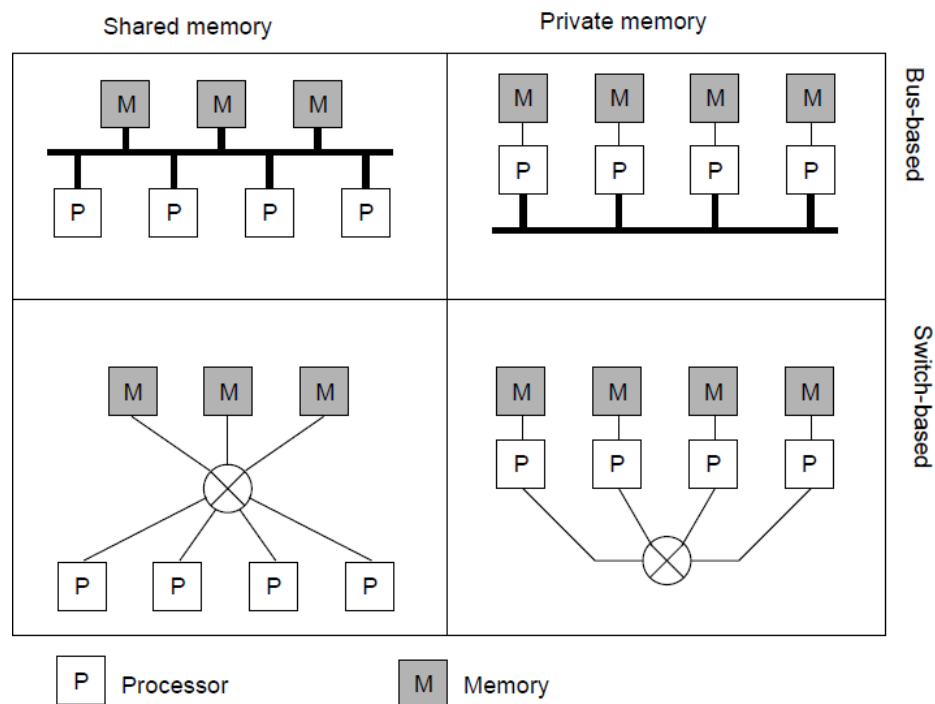 Shared memory
Private memory
M M M
P P P P
M M M M
P P P P
Bus-based
M M M
P P P P
M M M M
P P P P
Switch-based
P Processor
M Memory